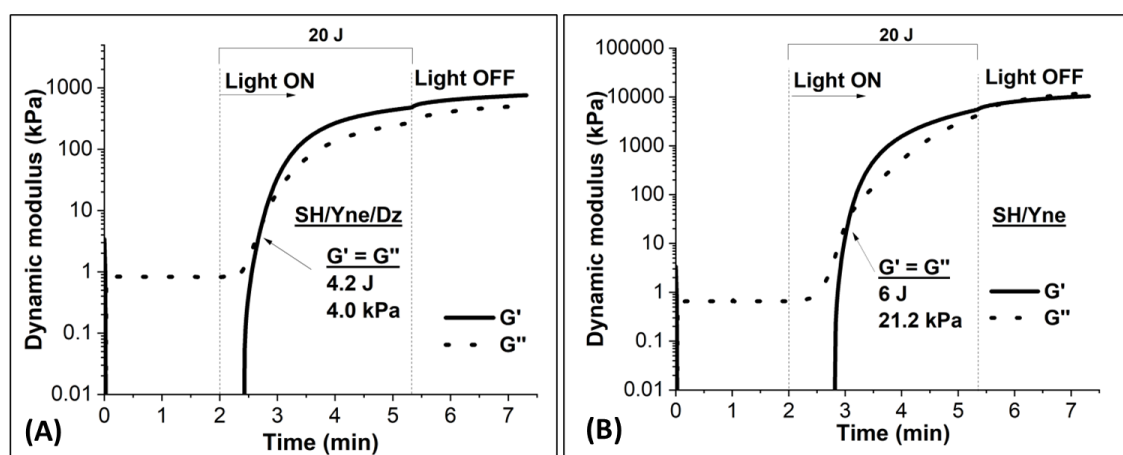 20 J
Light ON
Light OFF
Dynamic modulus (kPa)
1000
100
10
1
0.1
0.01
SH/Yne/Dz
G' = G"
4.2 J
4.0 kPa
G'
G"
0 1 2 3 4 5 6 7
Time (min)
(A)
20 J
Light ON
Light OFF
Dynamic modulus (kPa)
100000
10000
1000
100
10
1
0.1
0.01
SH/Yne
G' = G"
6 J
21.2 kPa
G'
G"
0 1 2 3 4 5 6 7
Time (min)
(B)